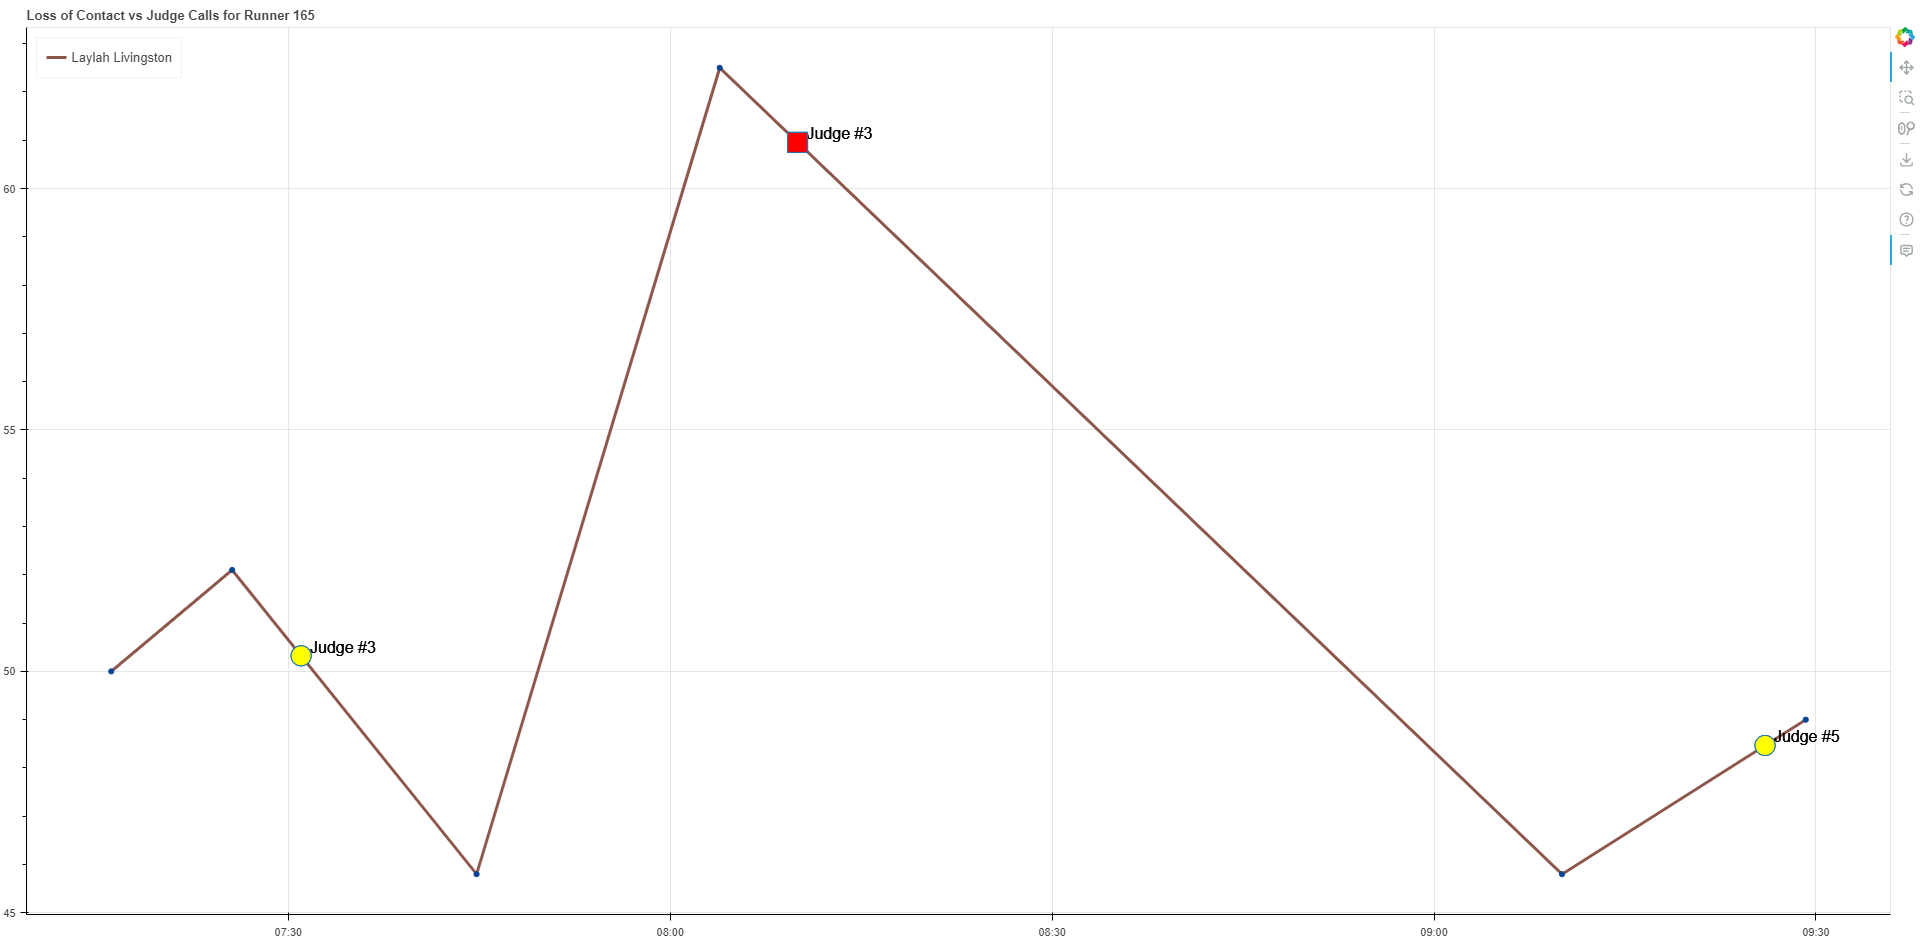 Loss of Contact vs Judge Calls for Runner 165
Laylah Livingston
Judge #3
60
55
Judge #3
50
Judge #5
45
07:30 08:00 08:30 09:00 09:30